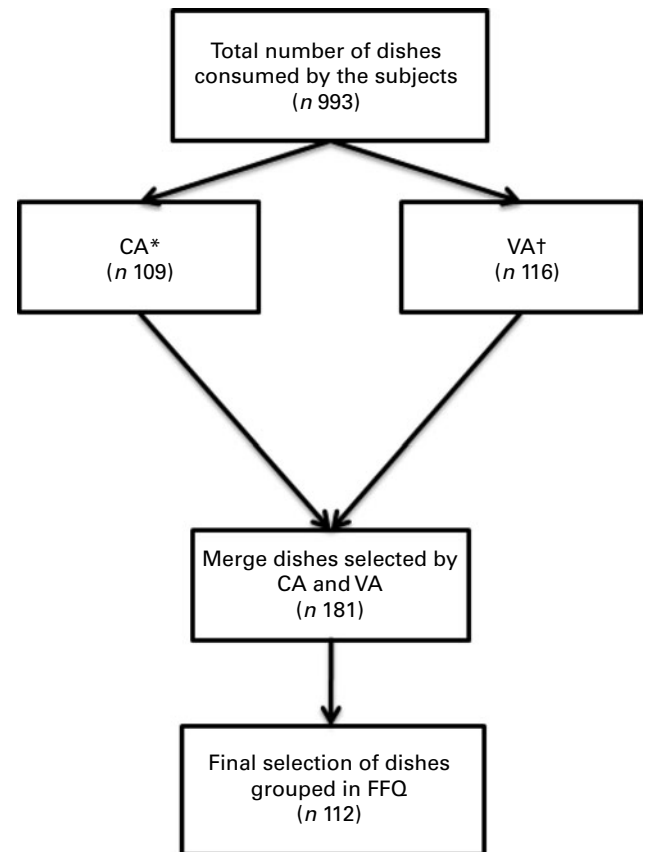 Total number of dishes
consumed by the subjects
(n 993)
CA*
(n 109)
VA†
(n 116)
Merge dishes selected by
CA and VA
(n 181)
Final selection of dishes
grouped in FFQ
(n 112)